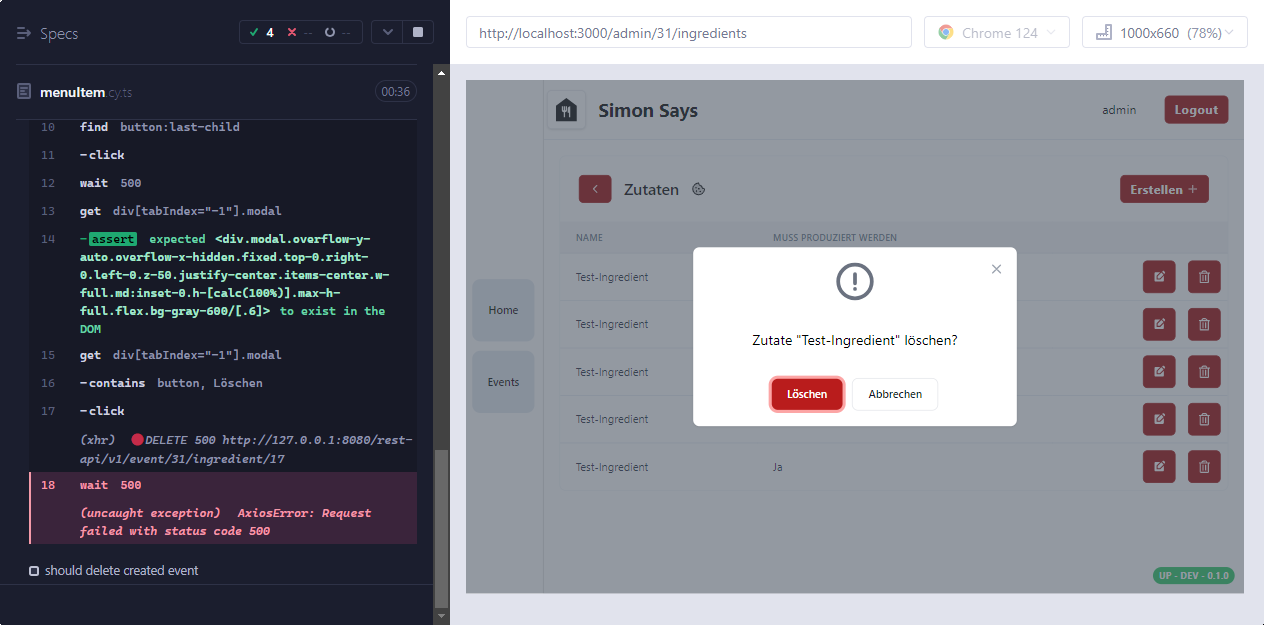 Specs
4
--
--
menuItem.cy.ts
00:36
10 find button:last-child
11 -click
12 wait 500
13 get div[tabIndex="-1"].modal
14 -assert expected <div.modal.overflow-y-
auto.overflow-x-hidden.fixed.top-0.right-
0.left-0.z-50.justify-center.items-center.w-
full.md:inset-0.h-[calc(100%)].max-h-
full.flex.bg-gray-600/[.6]> to exist in the
DOM
15 get div[tabIndex="-1"].modal
16 -contains button, Löschen
17 -click
(xhr) DELETE 500 http://127.0.0.1:8080/rest-
api/v1/event/31/ingredient/17
18 wait 500
(uncaught exception) AxiosError: Request
failed with status code 500
should delete created event
http://localhost:3000/admin/31/ingredients
Chrome 124
1000x660 (78%)
Simon Says
admin
Logout
Home
Events
Zutaten
Erstellen +
NAME
MUSS PRODUZIERT WERDEN
Test-Ingredient
Test-Ingredient
Test-Ingredient
Test-Ingredient
Test-Ingredient
Ja
Zutate "Test-Ingredient" löschen?
Löschen
Abbrechen
UP - DEV - 0.1.0